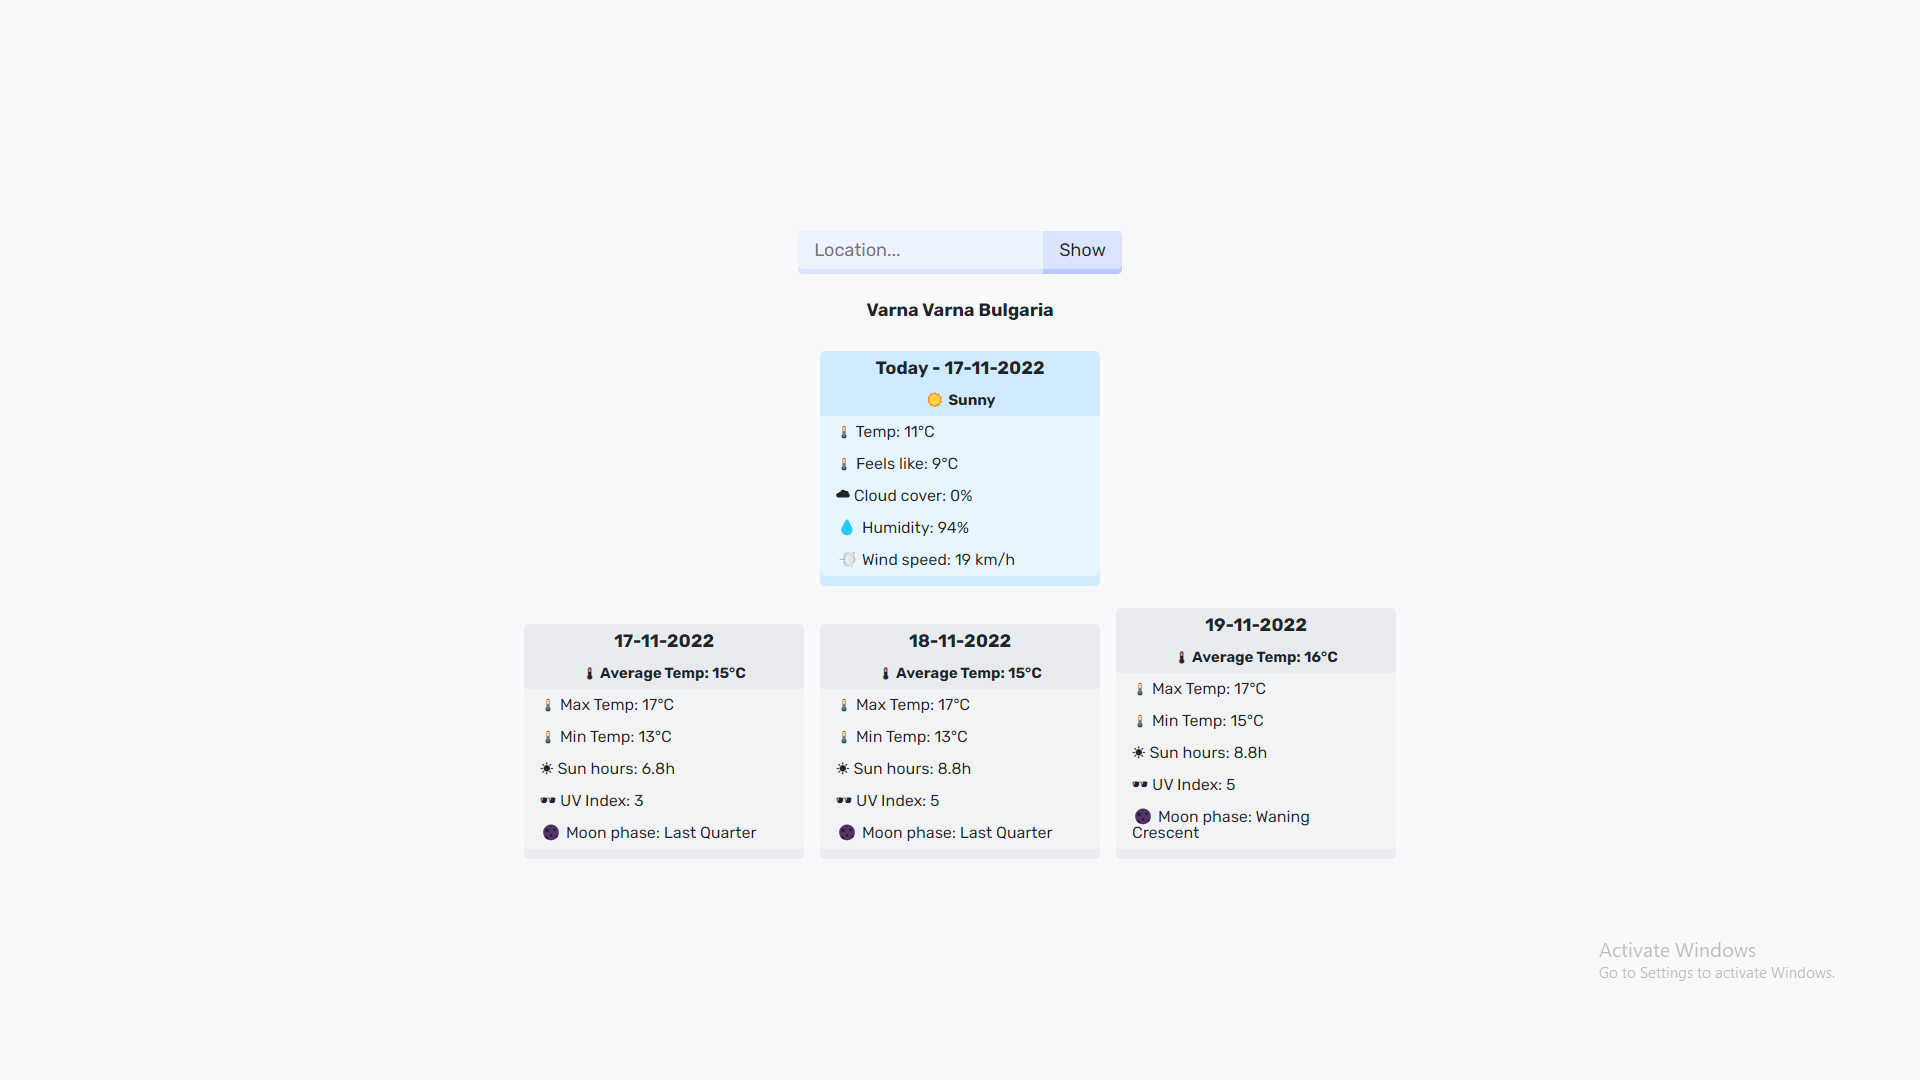 Location...
Show
Varna Varna Bulgaria
Today - 17-11-2022
Sunny
Temp: 11°C
Feels like: 9°C
Cloud cover: 0%
Humidity: 94%
Wind speed: 19 km/h
17-11-2022
Average Temp: 15°C
Max Temp: 17°C
Min Temp: 13°C
Sun hours: 6.8h
UV Index: 3
Moon phase: Last Quarter
18-11-2022
Average Temp: 15°C
Max Temp: 17°C
Min Temp: 13°C
Sun hours: 8.8h
UV Index: 5
Moon phase: Last Quarter
19-11-2022
Average Temp: 16°C
Max Temp: 17°C
Min Temp: 15°C
Sun hours: 8.8h
UV Index: 5
Moon phase: Waning
Crescent
Activate Windows
Go to Settings to activate Windows.